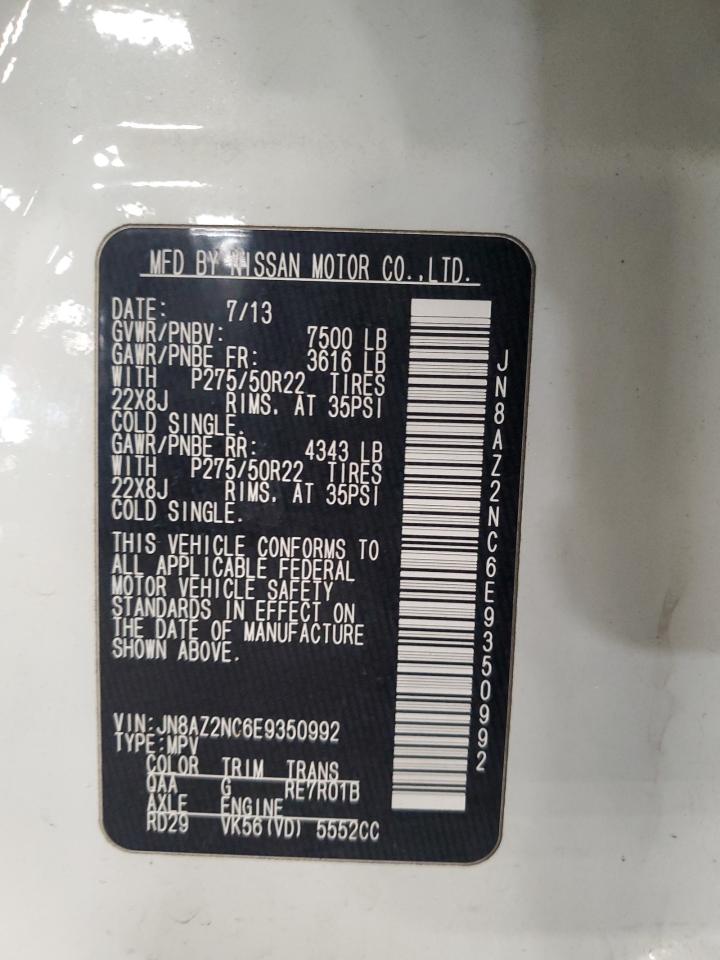 MFD BY NISSAN MOTOR CO.,LTD.
DATE: 7/13
GVWR/PNBV: 7500 LB
GAWR/PNBE FR: 3616 LB
WITH P275/50R22 TIRES
22X8J RIMS, AT 35PSI
COLD SINGLE.
GAWR/PNBE RR: 4343 LB
WITH P275/50R22 TIRES
22X8J RIMS, AT 35PSI
COLD SINGLE.
THIS VEHICLE CONFORMS TO
ALL APPLICABLE FEDERAL
MOTOR VEHICLE SAFETY
STANDARDS IN EFFECT ON
THE DATE OF MANUFACTURE
SHOWN ABOVE.
VIN:JN8AZ2NC6E9350992
TYPE:MPV
COLOR TRIM TRANS
QAA G RE7R01B
AXLE ENGINE
RD29 VK56(VD) 5552CC
JN8AZ2NC6E9350992